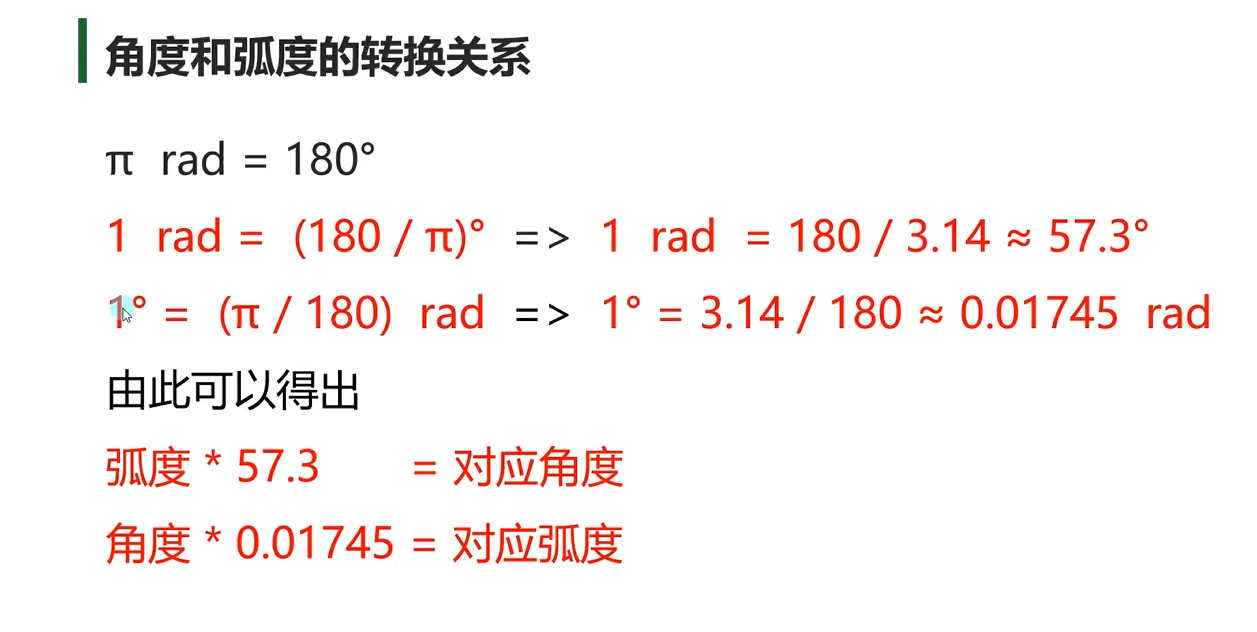 角度和弧度的转换关系
π rad = 180°
1 rad = (180 / π)° => 1 rad = 180 / 3.14 ≈ 57.3°
1° = (π / 180) rad => 1° = 3.14 / 180 ≈ 0.01745 rad
由此可以得出
弧度 * 57.3 = 对应角度
角度 * 0.01745 = 对应弧度